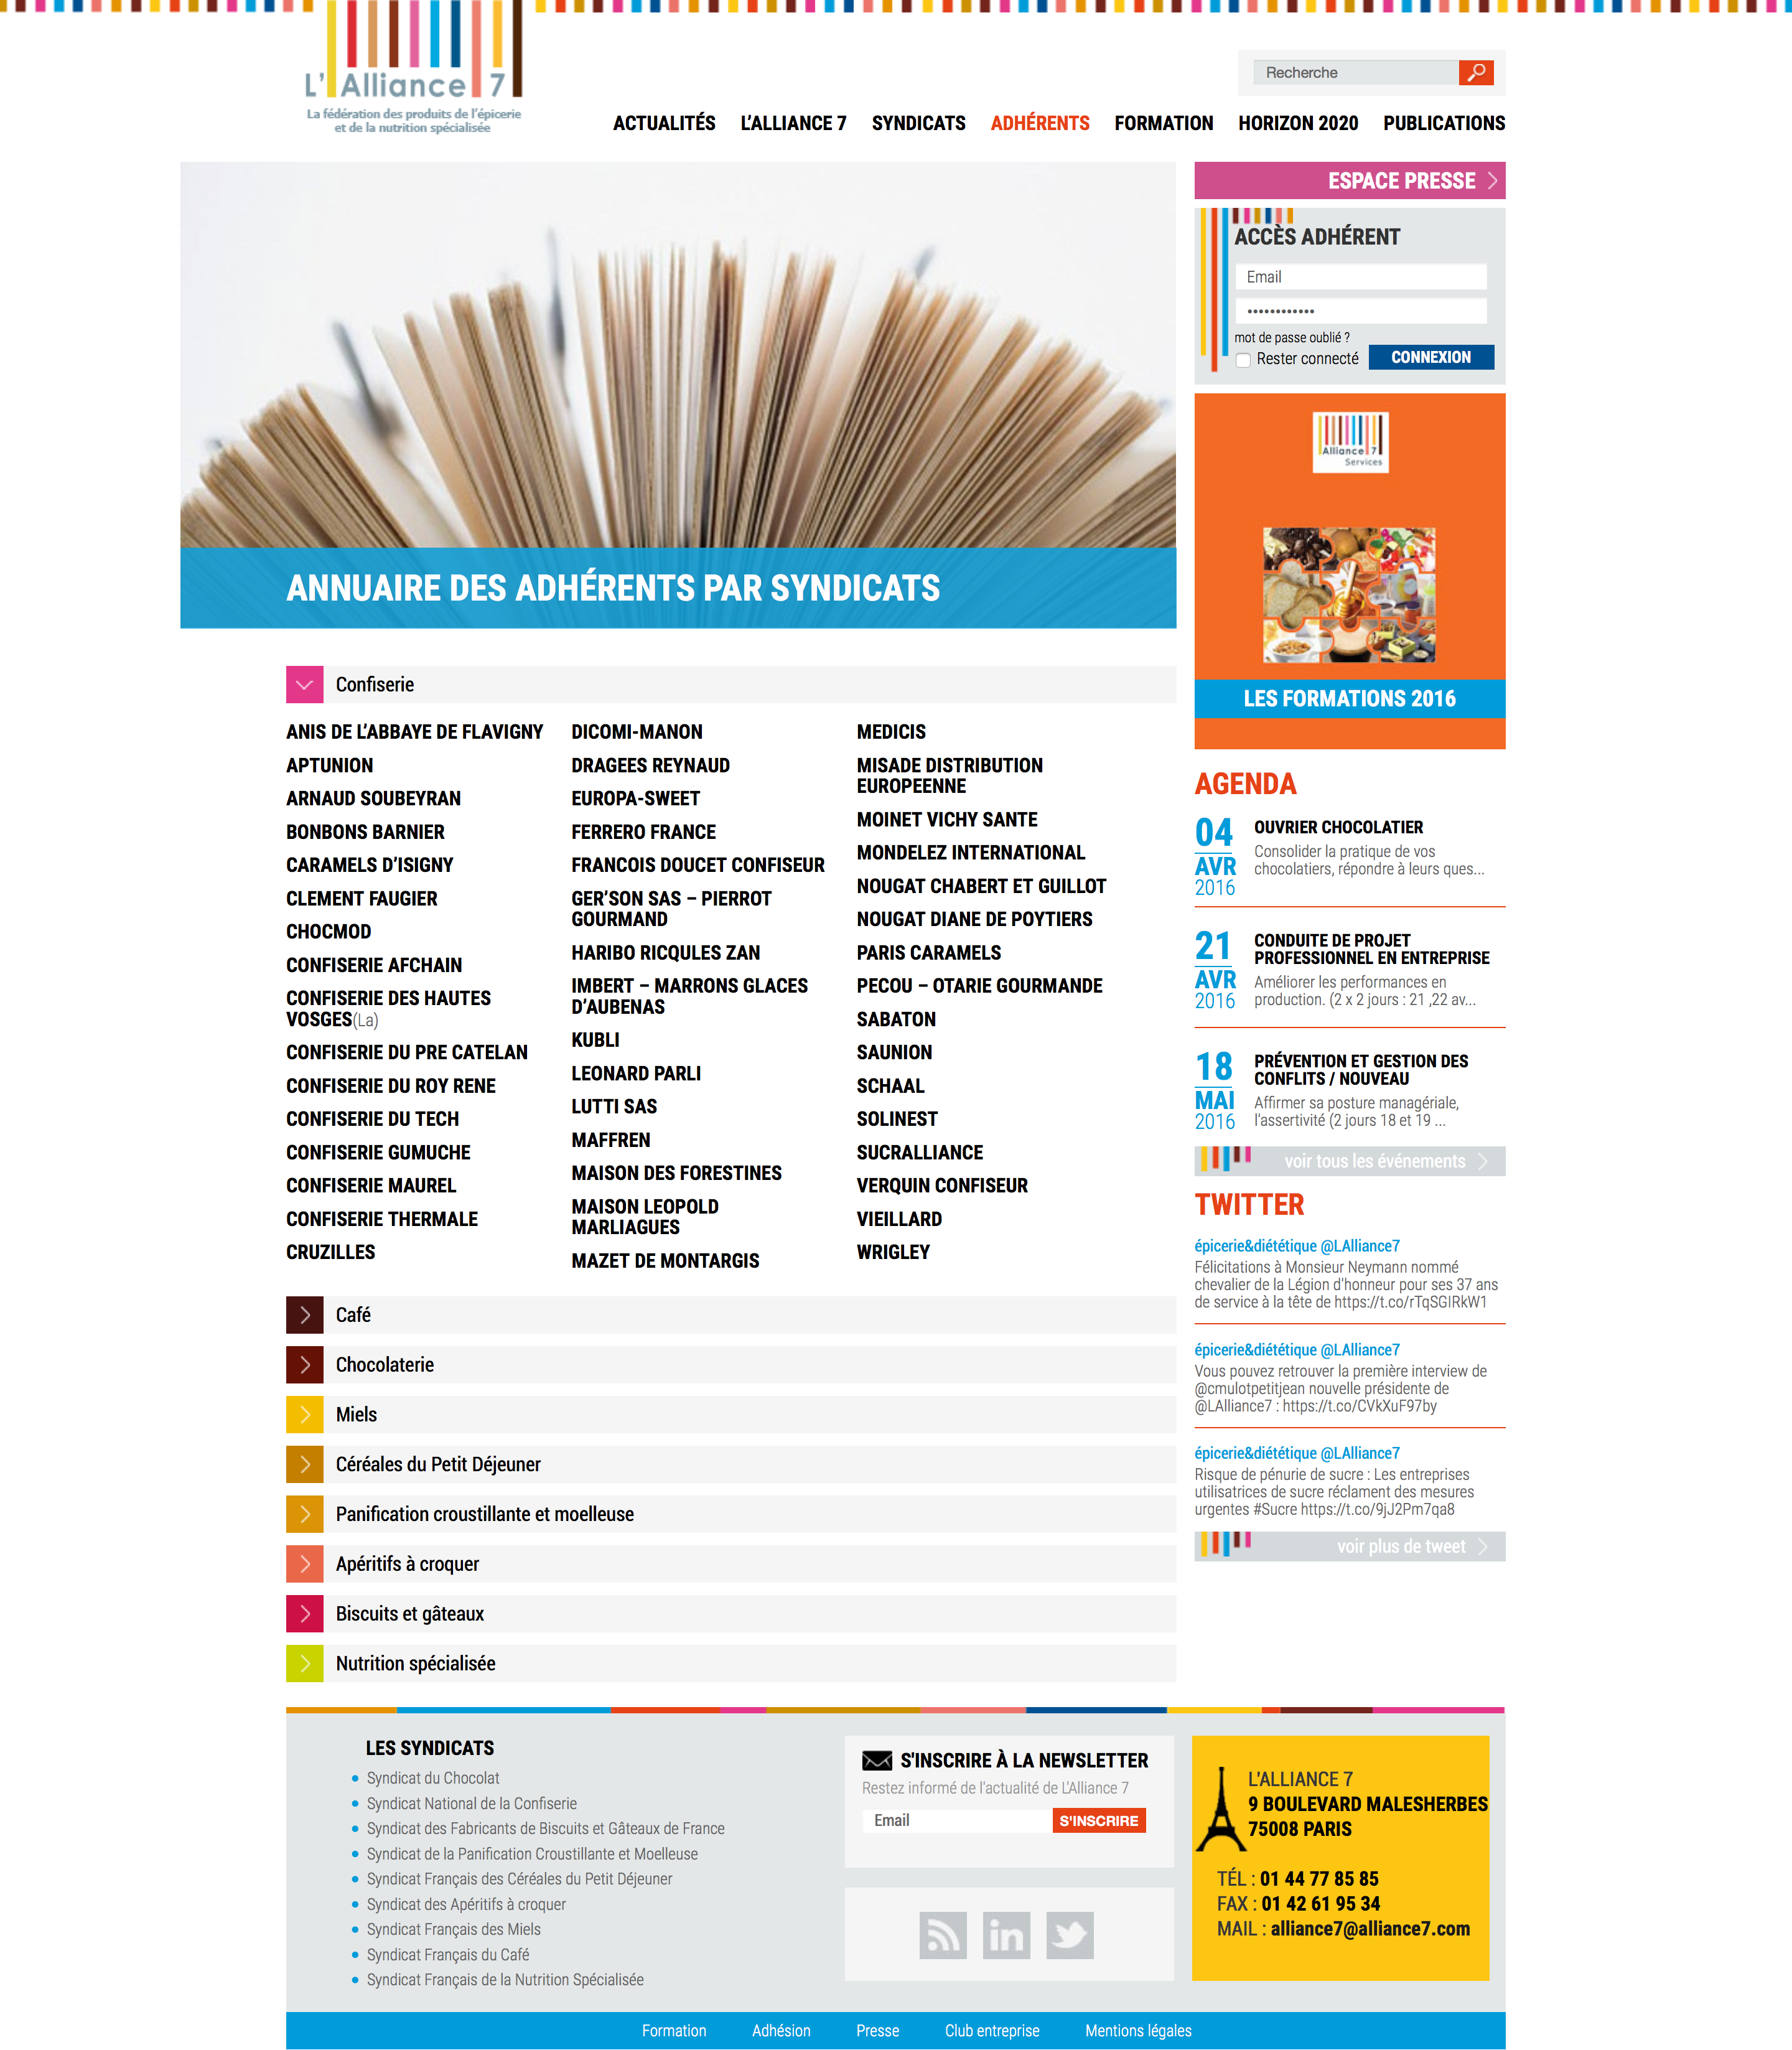 L'Alliance 7
La fédération des produits de l'épicerie
et de la nutrition spécialisée
Recherche
ACTUALITÉS L'ALLIANCE 7 SYNDICATS ADHÉRENTS FORMATION HORIZON 2020 PUBLICATIONS
ANNUAIRE DES ADHÉRENTS PAR SYNDICATS
Confiserie
ANIS DE L'ABBAYE DE FLAVIGNY
APTUNION
ARNAUD SOUBEYRAN
BONBONS BARNIER
CARAMELS D'ISIGNY
CLEMENT FAUGIER
CHOCMOD
CONFISERIE AFCHAIN
CONFISERIE DES HAUTES
VOSGES(La)
CONFISERIE DU PRE CATELAN
CONFISERIE DU ROY RENE
CONFISERIE DU TECH
CONFISERIE GUMUCHE
CONFISERIE MAUREL
CONFISERIE THERMALE
CRUZILLES
DICOMI-MANON
DRAGEES REYNAUD
EUROPA-SWEET
FERRERO FRANCE
FRANCOIS DOUCET CONFISEUR
GER'SON SAS – PIERROT
GOURMAND
HARIBO RICQULES ZAN
IMBERT – MARRONS GLACES
D'AUBENAS
KUBLI
LEONARD PARLI
LUTTI SAS
MAFFREN
MAISON DES FORESTINES
MAISON LEOPOLD
MARLIAGUES
MAZET DE MONTARGIS
MEDICIS
MISADE DISTRIBUTION
EUROPEENNE
MOINET VICHY SANTE
MONDELEZ INTERNATIONAL
NOUGAT CHABERT ET GUILLOT
NOUGAT DIANE DE POYTIERS
PARIS CARAMELS
PECOU – OTARIE GOURMANDE
SABATON
SAUNION
SCHAAL
SOLINEST
SUCRALLIANCE
VERQUIN CONFISEUR
VIEILLARD
WRIGLEY
Café
Chocolaterie
Miels
Céréales du Petit Déjeuner
Panification croustillante et moelleuse
Apéritifs à croquer
Biscuits et gâteaux
Nutrition spécialisée
ESPACE PRESSE
ACCÈS ADHÉRENT
Email
••••••••••••
mot de passe oublié ?
Rester connecté CONNEXION
Alliance 7
Services
LES FORMATIONS 2016
AGENDA
04
AVR
2016
OUVRIER CHOCOLATIER
Consolider la pratique de vos
chocolatiers, répondre à leurs ques...
21
AVR
2016
CONDUITE DE PROJET
PROFESSIONNEL EN ENTREPRISE
Améliorer les performances en
production. (2 x 2 jours : 21 ,22 av...
18
MAI
2016
PRÉVENTION ET GESTION DES
CONFLITS / NOUVEAU
Affirmer sa posture managériale,
l'assertivité (2 jours 18 et 19 ...
voir tous les événements
TWITTER
épicerie&diététique @LAlliance7
Félicitations à Monsieur Neymann nommé
chevalier de la Légion d'honneur pour ses 37 ans
de service à la tête de https://t.co/rTqSGIRkW1
épicerie&diététique @LAlliance7
Vous pouvez retrouver la première interview de
@cmulotpetitjean nouvelle présidente de
@LAlliance7 : https://t.co/CVkXuF97by
épicerie&diététique @LAlliance7
Risque de pénurie de sucre : Les entreprises
utilisatrices de sucre réclament des mesures
urgentes #Sucre https://t.co/9jJ2Pm7qa8
voir plus de tweet
LES SYNDICATS
Syndicat du Chocolat
Syndicat National de la Confiserie
Syndicat des Fabricants de Biscuits et Gâteaux de France
Syndicat de la Panification Croustillante et Moelleuse
Syndicat Français des Céréales du Petit Déjeuner
Syndicat des Apéritifs à croquer
Syndicat Français des Miels
Syndicat Français du Café
Syndicat Français de la Nutrition Spécialisée
S'INSCRIRE À LA NEWSLETTER
Restez informé de l'actualité de L'Alliance 7
Email S'INSCRIRE
in
L'ALLIANCE 7
9 BOULEVARD MALESHERBES
75008 PARIS
TÉL : 01 44 77 85 85
FAX : 01 42 61 95 34
MAIL : alliance7@alliance7.com
Formation Adhésion Presse Club entreprise Mentions légales